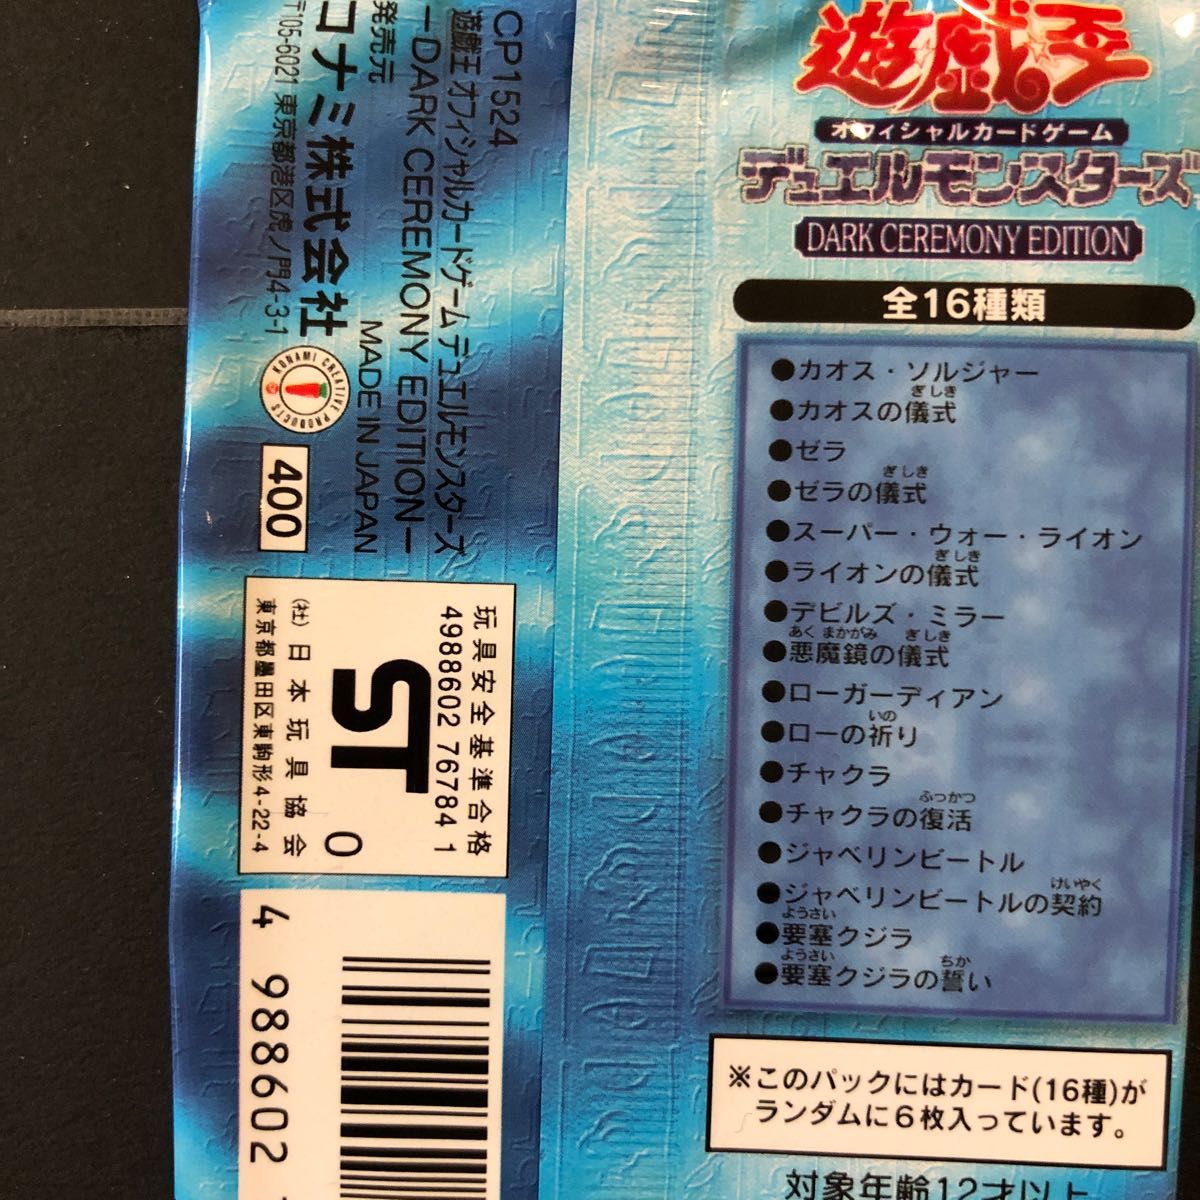 遊戯王
オフィシャルカードゲーム
デュエルモンスターズ
DARK CEREMONY EDITION
全16種類
●カオス・ソルジャー
ぎしき
●カオスの儀式
●ゼラ
ぎしき
●ゼラの儀式
●スーパー・ウォー・ライオン
ぎしき
●ライオンの儀式
●デビルズ・ミラー
あく まかがみ ぎしき
●悪魔鏡の儀式
●ローガーディアン
いの
●ローの祈り
●チャクラ
ふっかつ
●チャクラの復活
●ジャベリンビートル
けいやく
●ジャベリンビートルの契約
ようさい
●要塞クジラ
ようさい ちか
●要塞クジラの誓い
※このパックにはカード(16種)が
ランダムに6枚入っています。
対象年齢12才以上
CP1524
遊戯王 オフィシャルカードゲーム デュエルモンスターズ
ーDARK CEREMONY EDITIONー
発売元
MADE IN JAPAN
コナミ株式会社
〒105-6021 東京都港区虎ノ門4-3-1
KONAMI CREATIVE PRODUCTS
400
玩具安全基準合格
4988602 76784 1
ST
0
(社)日本玩具協会
東京都墨田区東駒形4-22-4
4 988602